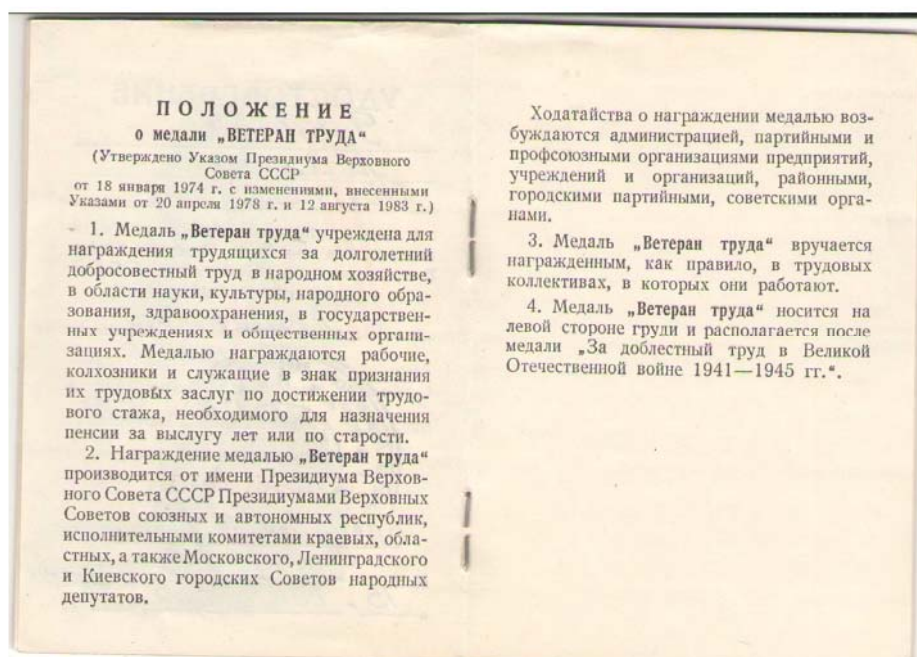 ПОЛОЖЕНИЕ
о медали „ВЕТЕРАН ТРУДА“
(Утверждено Указом Президиума Верховного
Совета СССР
от 18 января 1974 г. с изменениями, внесенными
Указами от 20 апреля 1978 г. и 12 августа 1983 г.)
1. Медаль „Ветеран труда“ учреждена для
награждения трудящихся за долголетний
добросовестный труд в народном хозяйстве,
в области науки, культуры, народного обра-
зования, здравоохранения, в государствен-
ных учреждениях и общественных органи-
зациях. Медалью награждаются рабочие,
колхозники и служащие в знак признания
их трудовых заслуг по достижении трудо-
вого стажа, необходимого для назначения
пенсии за выслугу лет или по старости.
2. Награждение медалью „Ветеран труда“
производится от имени Президиума Верхов-
ного Совета СССР Президиумами Верховных
Советов союзных и автономных республик,
исполнительными комитетами краевых, обла-
стных, а также Московского, Ленинградского
и Киевского городских Советов народных
депутатов.
Ходатайства о награждении медалью воз-
буждаются администрацией, партийными и
профсоюзными организациями предприятий,
учреждений и организаций, районными,
городскими партийными, советскими орга-
нами.
3. Медаль „Ветеран труда“ вручается
награжденным, как правило, в трудовых
коллективах, в которых они работают.
4. Медаль „Ветеран труда“ носится на
левой стороне груди и располагается после
медали „За доблестный труд в Великой
Отечественной войне 1941—1945 гг.“.